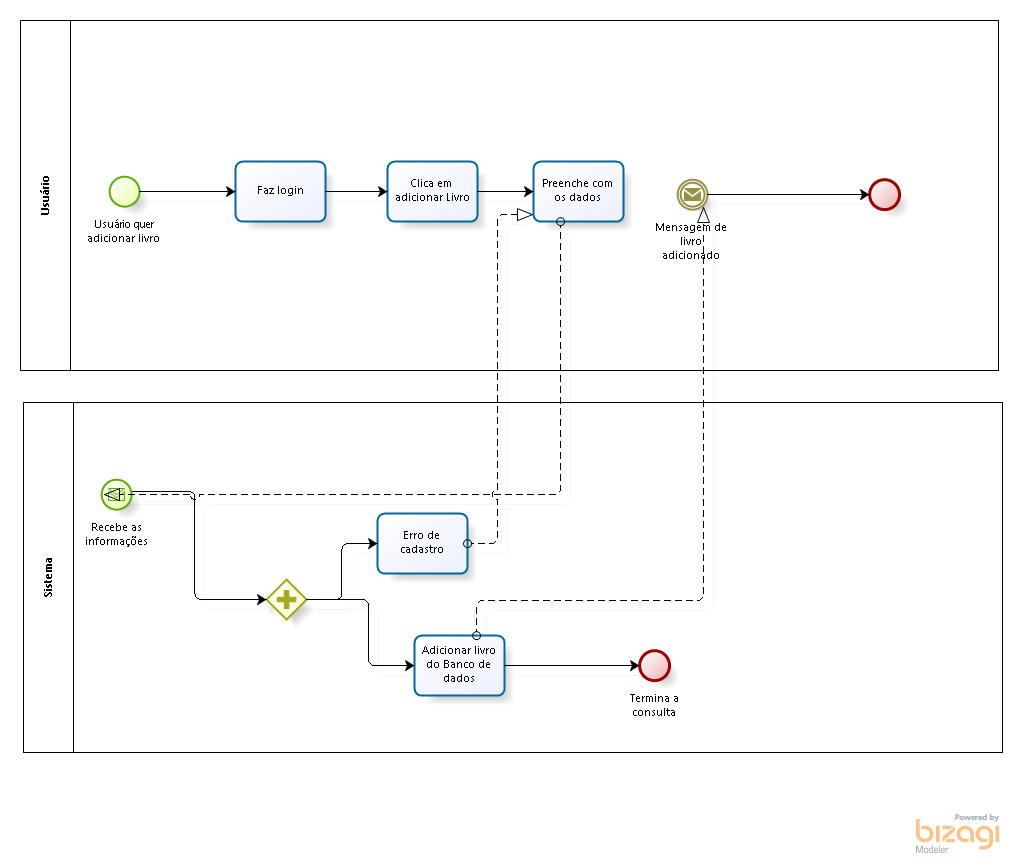 Usuário
Usuário quer
adicionar livro
Faz login
Clica em
adicionar Livro
Preenche com
os dados
Mensagem de
livro
adicionado
Sistema
Recebe as
informações
Erro de
cadastro
Adicionar livro
do Banco de
dados
Termina a
consulta
Powered by
bizagi
Modeler